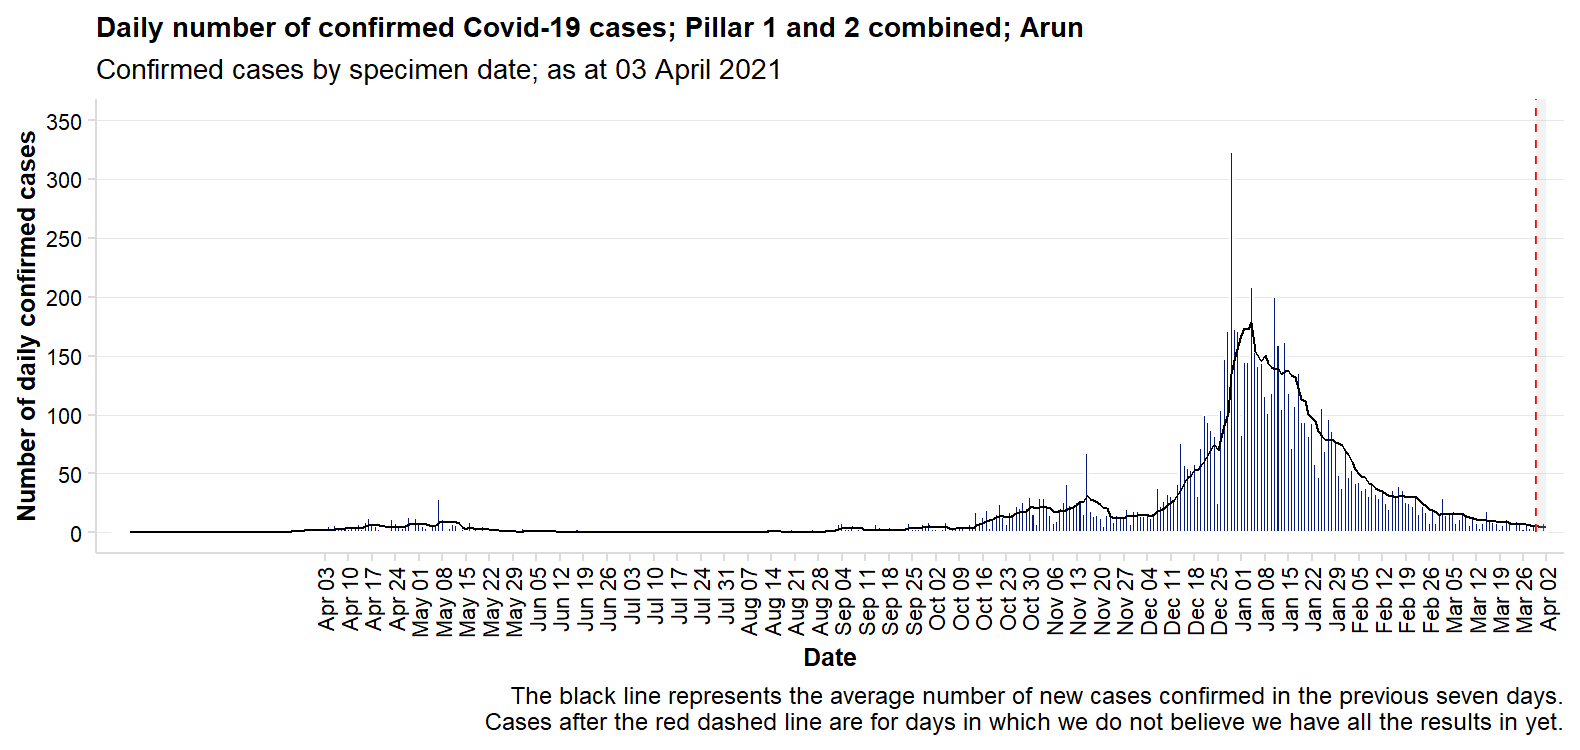 Daily number of confirmed Covid-19 cases; Pillar 1 and 2 combined; Arun
Confirmed cases by specimen date; as at 03 April 2021
Number of daily confirmed cases
350
300
250
200
150
100
50
0
Apr 03
Apr 10
Apr 17
Apr 24
May 01
May 08
May 15
May 22
May 29
Jun 05
Jun 12
Jun 19
Jun 26
Jul 03
Jul 10
Jul 17
Jul 24
Jul 31
Aug 07
Aug 14
Aug 21
Aug 28
Sep 04
Sep 11
Sep 18
Sep 25
Oct 02
Oct 09
Oct 16
Oct 23
Oct 30
Nov 06
Nov 13
Nov 20
Nov 27
Dec 04
Dec 11
Dec 18
Dec 25
Jan 01
Jan 08
Jan 15
Jan 22
Jan 29
Feb 05
Feb 12
Feb 19
Feb 26
Mar 05
Mar 12
Mar 19
Mar 26
Apr 02
Date
The black line represents the average number of new cases confirmed in the previous seven days.
Cases after the red dashed line are for days in which we do not believe we have all the results in yet.